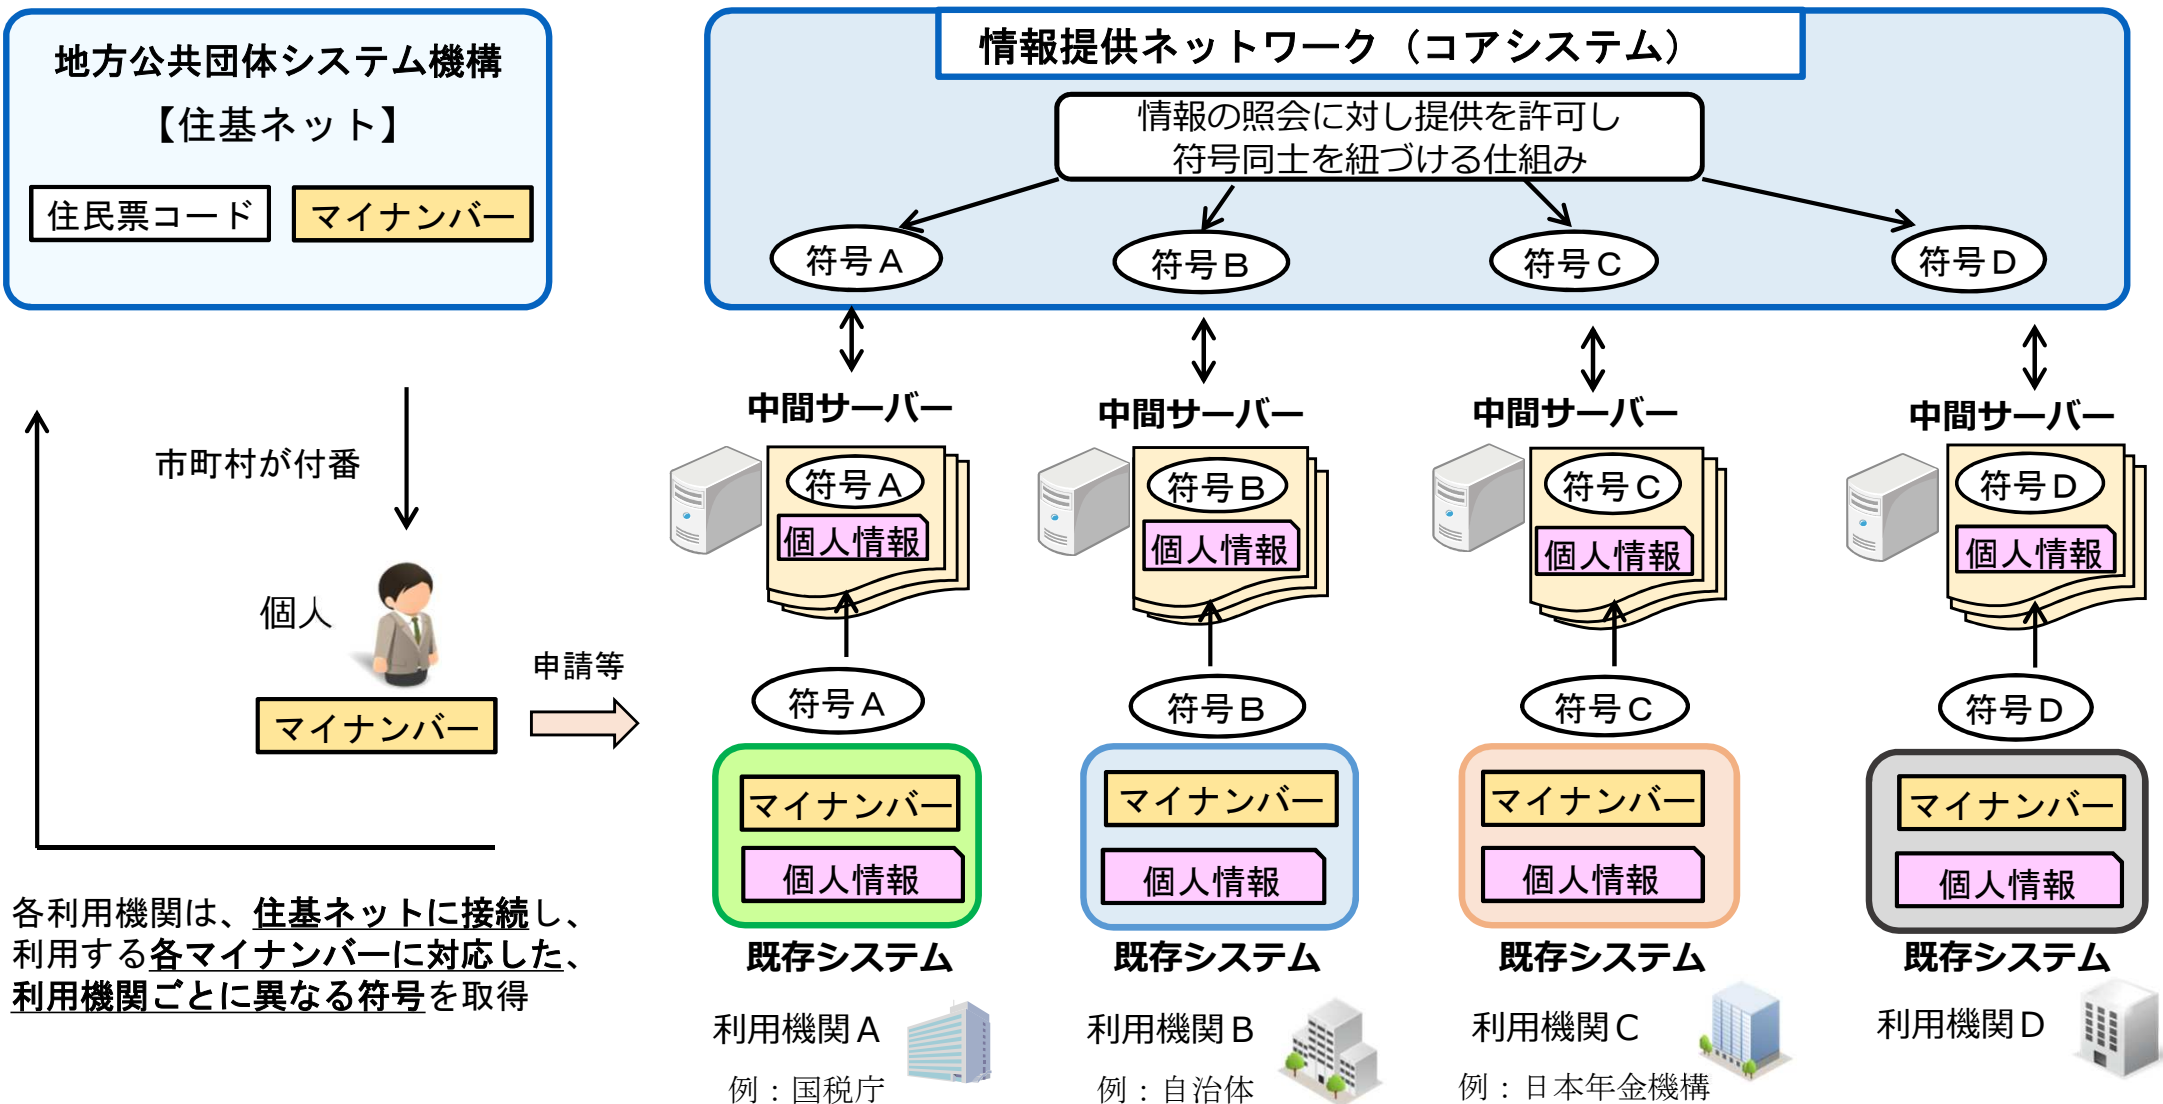 地方公共団体システム機構
【住基ネット】
住民票コード
マイナンバー
情報提供ネットワーク（コアシステム）
情報の照会に対し提供を許可し
符号同士を紐づける仕組み
符号A
符号B
符号C
符号D
市町村が付番
個人
マイナンバー
申請等
中間サーバー
中間サーバー
中間サーバー
中間サーバー
符号A
個人情報
符号B
個人情報
符号C
個人情報
符号D
個人情報
符号A
符号B
符号C
符号D
マイナンバー
個人情報
マイナンバー
個人情報
マイナンバー
個人情報
マイナンバー
個人情報
既存システム
既存システム
既存システム
既存システム
各利用機関は、住基ネットに接続し、
利用する各マイナンバーに対応した、
利用機関ごとに異なる符号を取得
利用機関A
例：国税庁
利用機関B
例：自治体
利用機関C
例：日本年金機構
利用機関D